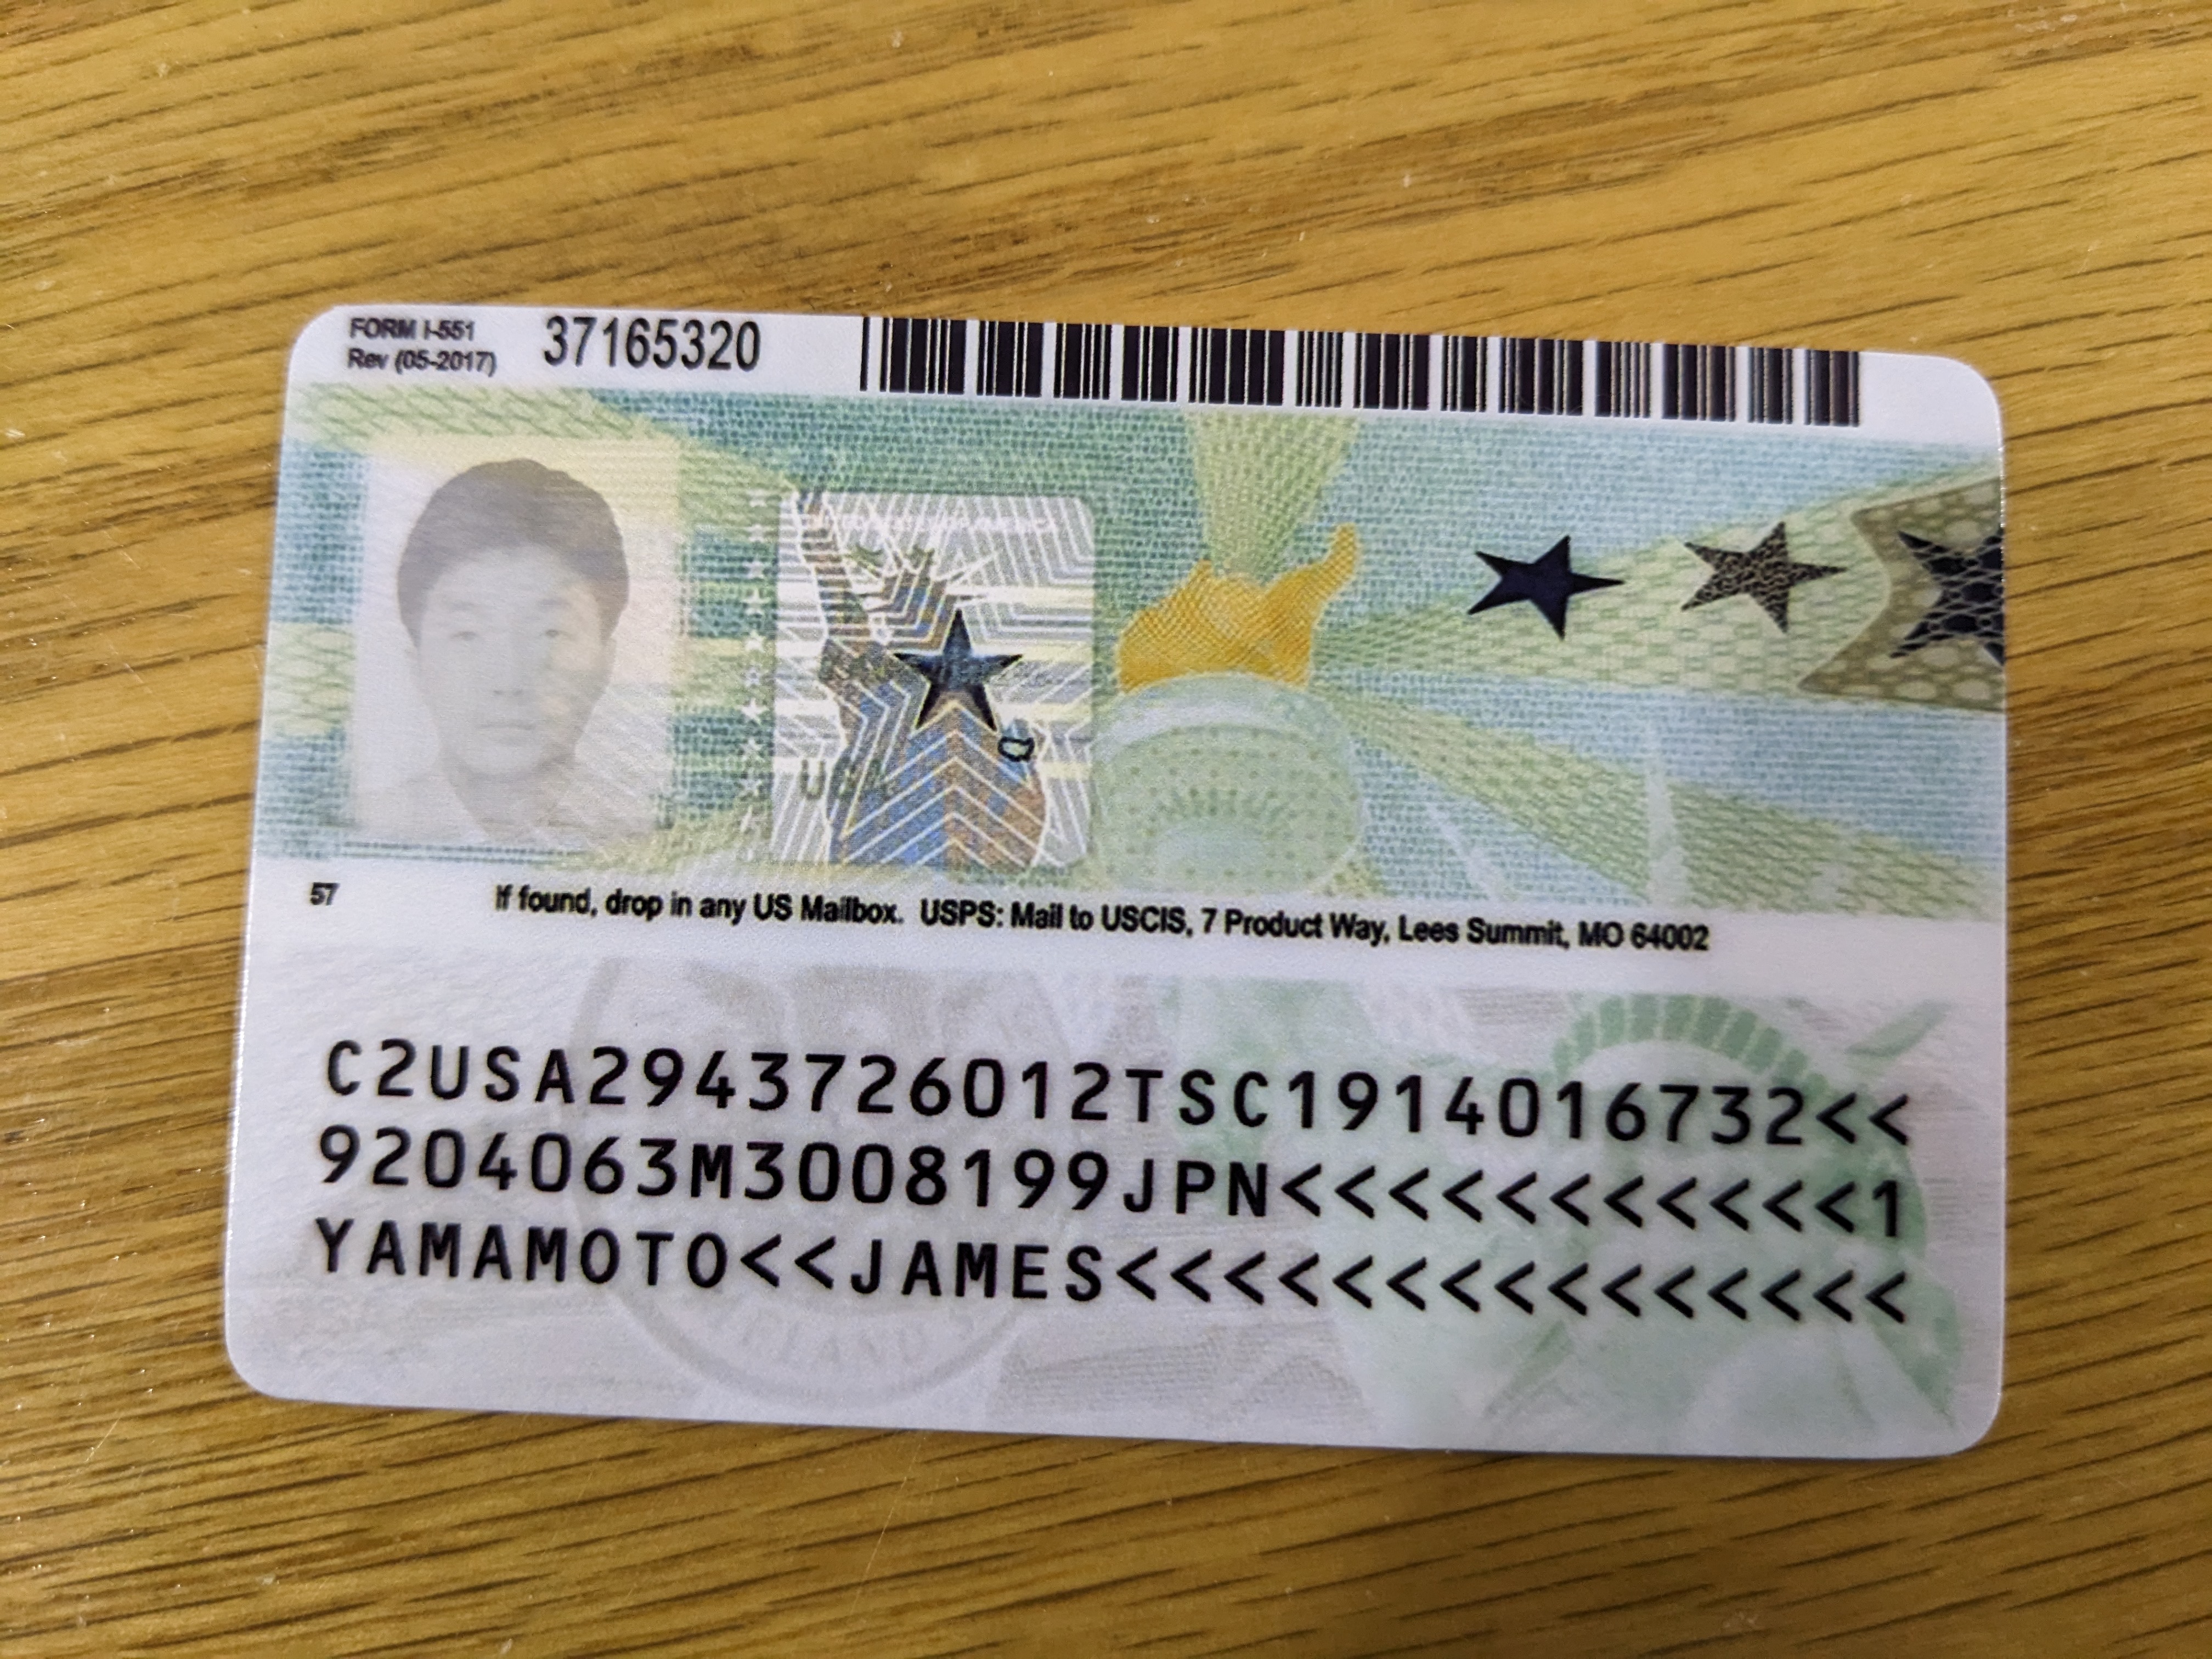 FORM I-551 37165320
Rev (05-2017)
USA
57 If found, drop in any US Mailbox. USPS: Mail to USCIS, 7 Product Way, Lees Summit, MO 64002
C2USA2943726012TSC1914016732<<
9204063M3008199JPN<<<<<<<<<<<1
YAMAMOTO<<JAMES<<<<<<<<<<<<<<<